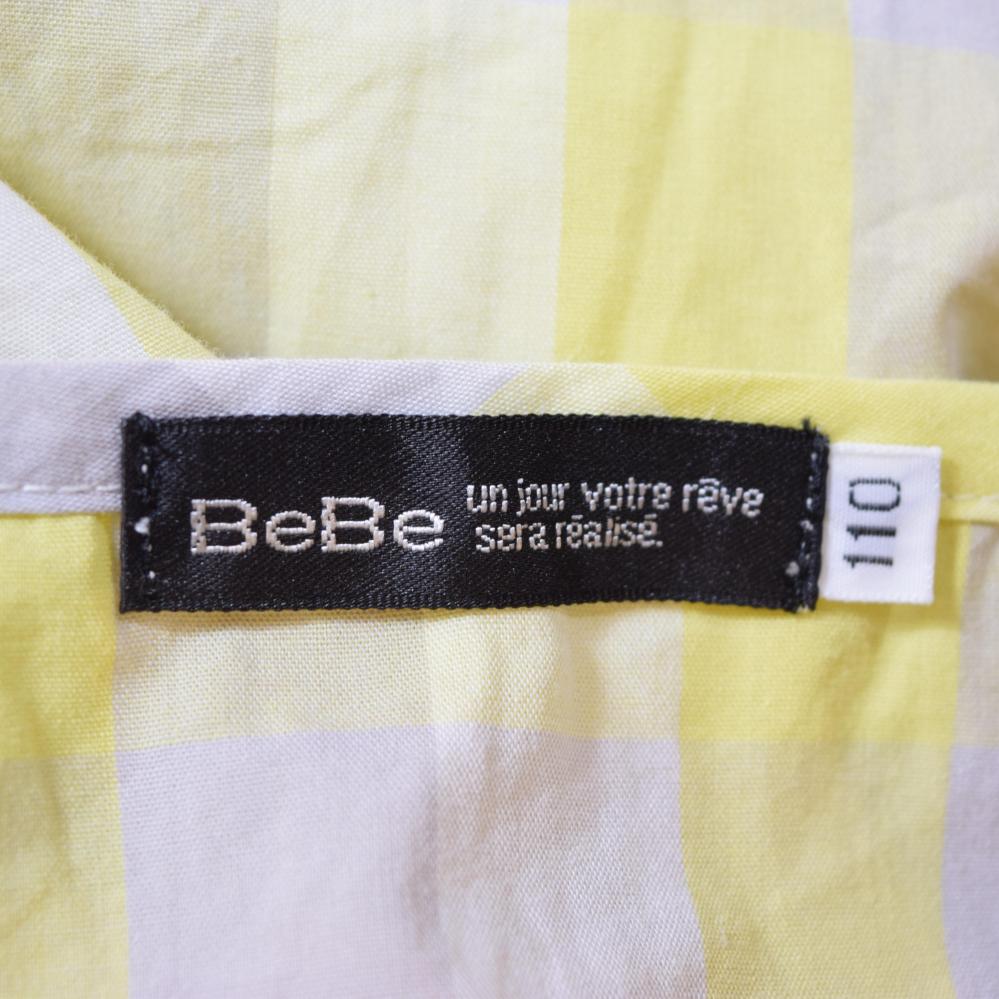 BeBe
un jour votre rêve
sera réalisé.
110